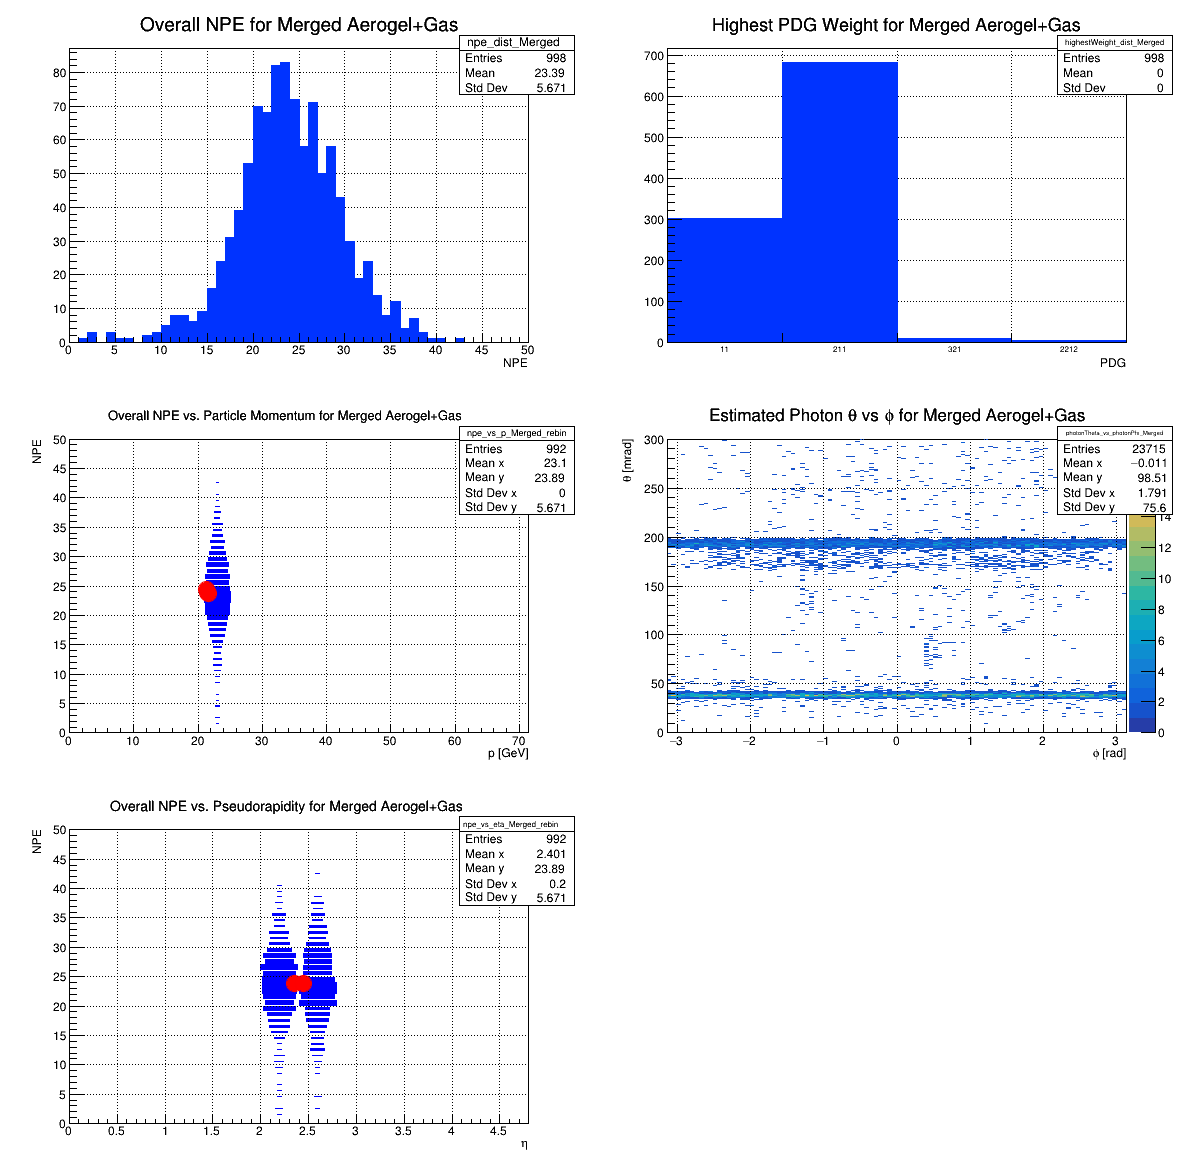 Overall NPE for Merged Aerogel+Gas
npe_dist_Merged
Entries 998
Mean 23.39
Std Dev 5.671
80
70
60
50
40
30
20
10
0
0 5 10 15 20 25 30 35 40 45 50
NPE
Highest PDG Weight for Merged Aerogel+Gas
highestWeight_dist_Merged
Entries 998
Mean 0
Std Dev 0
700
600
500
400
300
200
100
0
11 211 321 2212
PDG
Overall NPE vs. Particle Momentum for Merged Aerogel+Gas
npe_vs_p_Merged_rebin
Entries 992
Mean x 23.1
Mean y 23.89
Std Dev x 0
Std Dev y 5.671
NPE
50
45
40
35
30
25
20
15
10
5
0
0 10 20 30 40 50 60 70
p [GeV]
Estimated Photon θ vs ϕ for Merged Aerogel+Gas
photonTheta_vs_photonPhi_Merged
Entries 23715
Mean x −0.011
Mean y 98.51
Std Dev x 1.791
Std Dev y 75.6
θ [mrad]
300
250
200
150
100
50
0
−3 −2 −1 0 1 2 3
ϕ [rad]
14
12
10
8
6
4
2
0
Overall NPE vs. Pseudorapidity for Merged Aerogel+Gas
npe_vs_eta_Merged_rebin
Entries 992
Mean x 2.401
Mean y 23.89
Std Dev x 0.2
Std Dev y 5.671
NPE
50
45
40
35
30
25
20
15
10
5
0
0 0.5 1 1.5 2 2.5 3 3.5 4 4.5
η